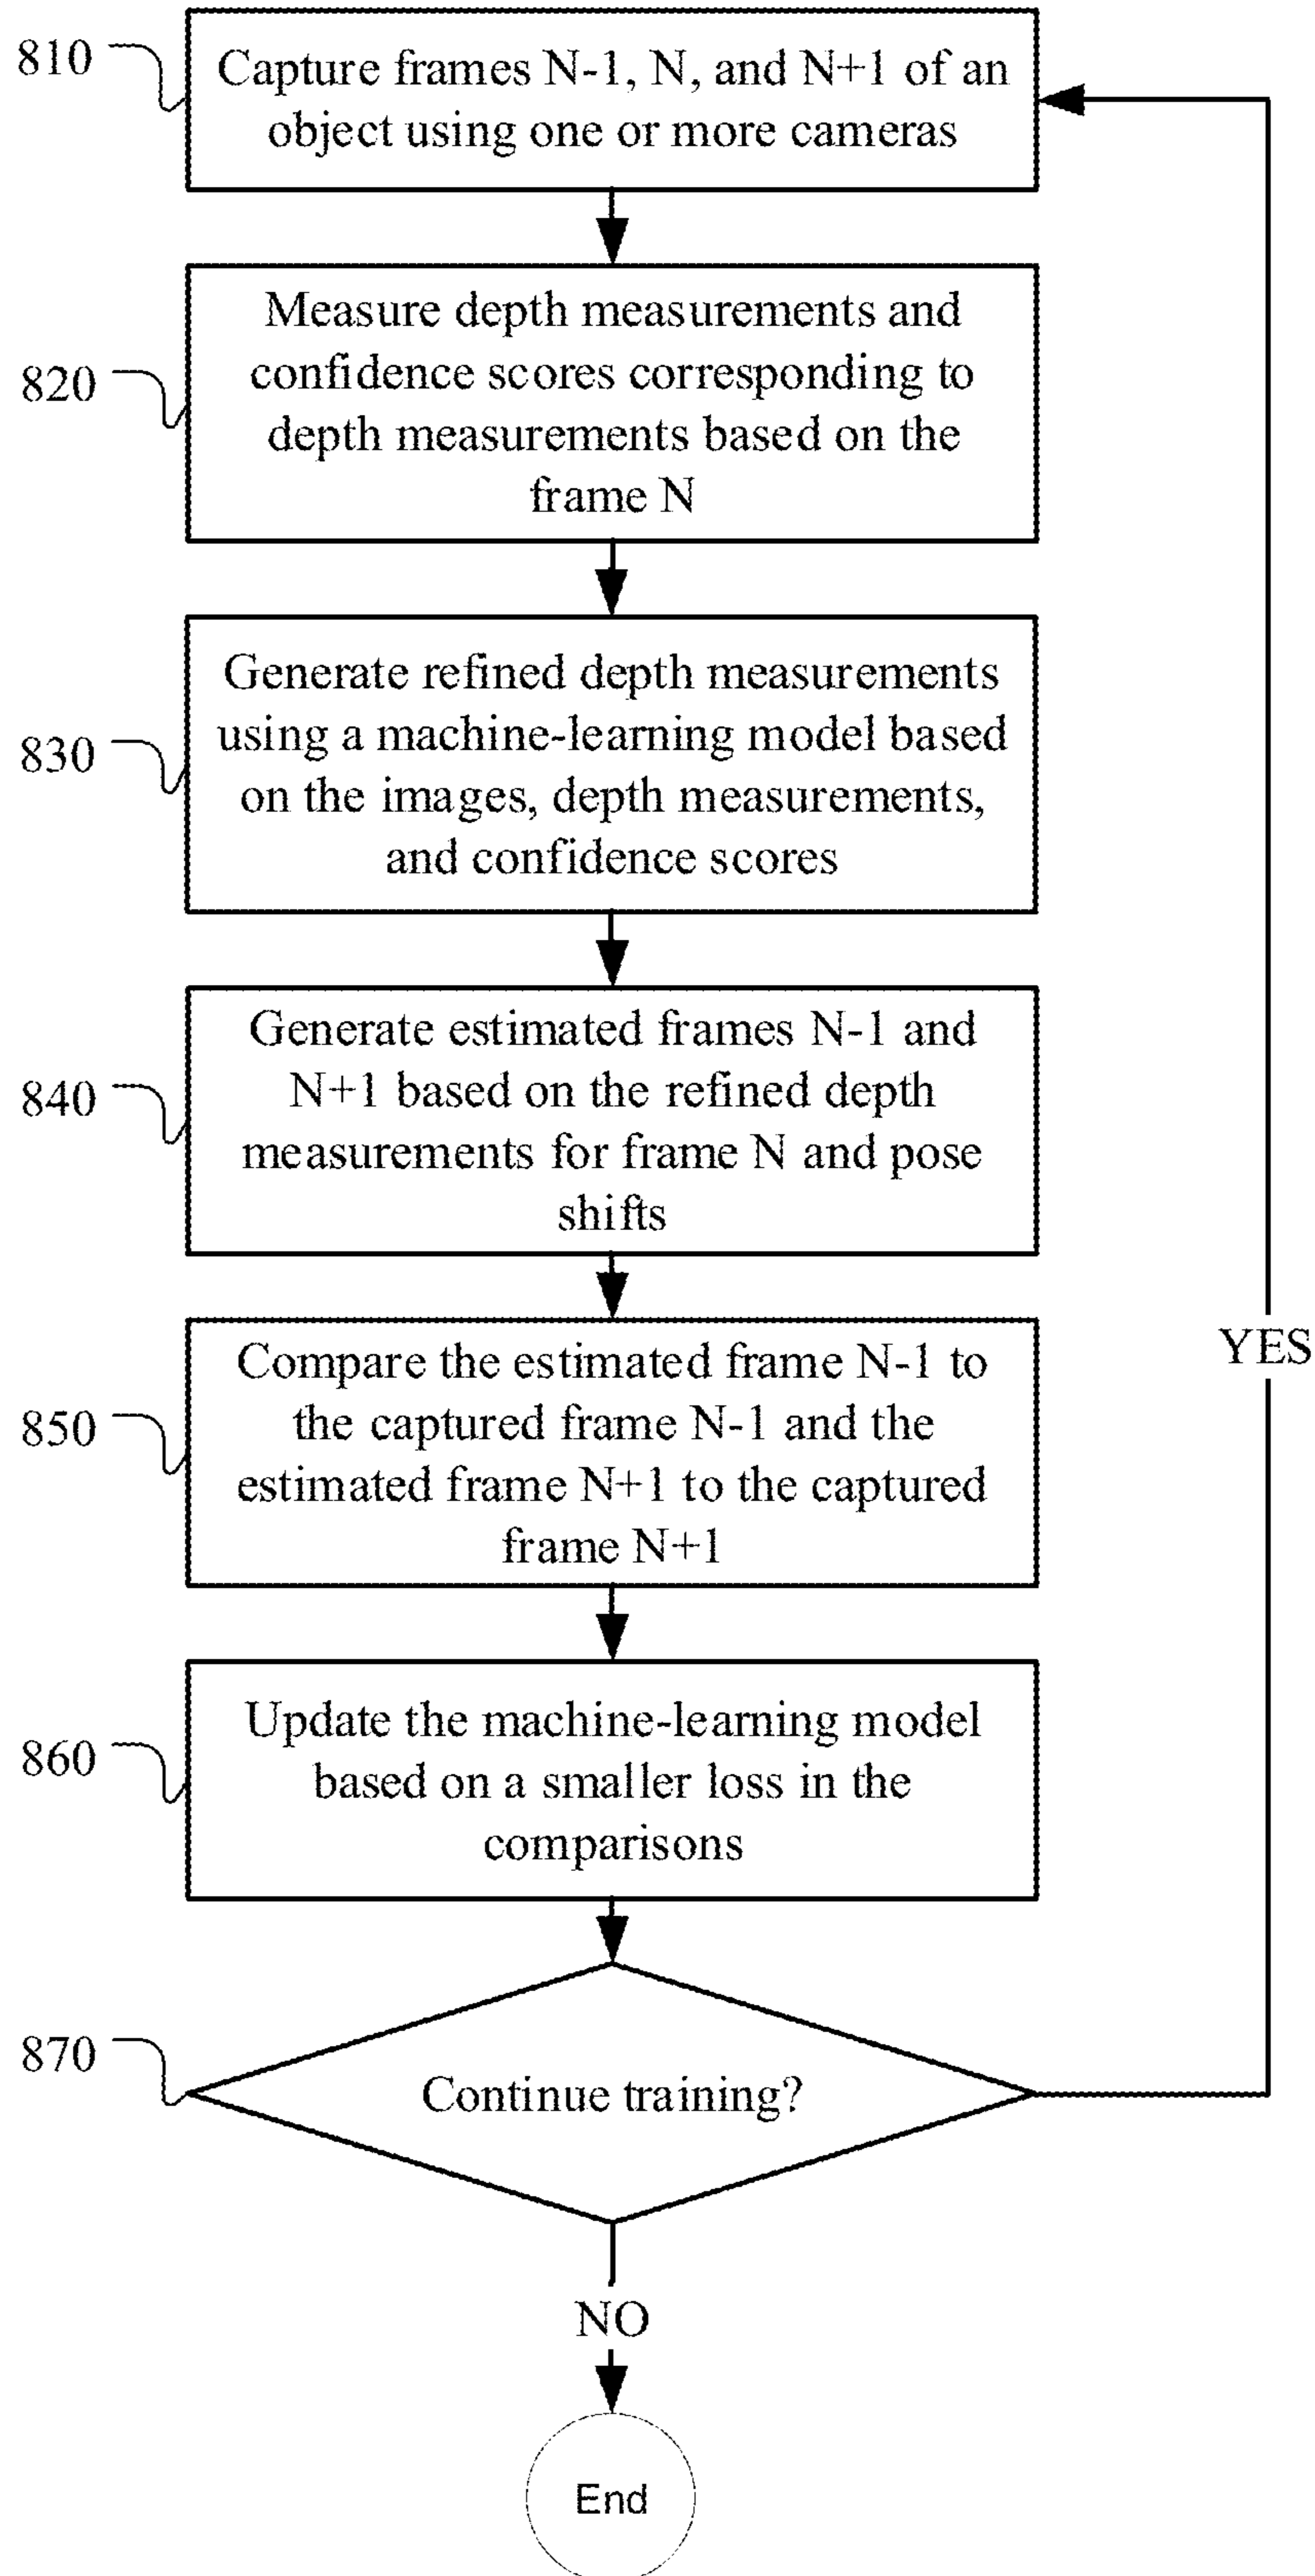 810
Capture frames N-1, N, and N+1 of an
object using one or more cameras
820
Measure depth measurements and
confidence scores corresponding to
depth measurements based on the
frame N
830
Generate refined depth measurements
using a machine-learning model based
on the images, depth measurements,
and confidence scores
840
Generate estimated frames N-1 and
N+1 based on the refined depth
measurements for frame N and pose
shifts
850
Compare the estimated frame N-1 to
the captured frame N-1 and the
estimated frame N+1 to the captured
frame N+1
YES
860
Update the machine-learning model
based on a smaller loss in the
comparisons
870
Continue training?
NO
End